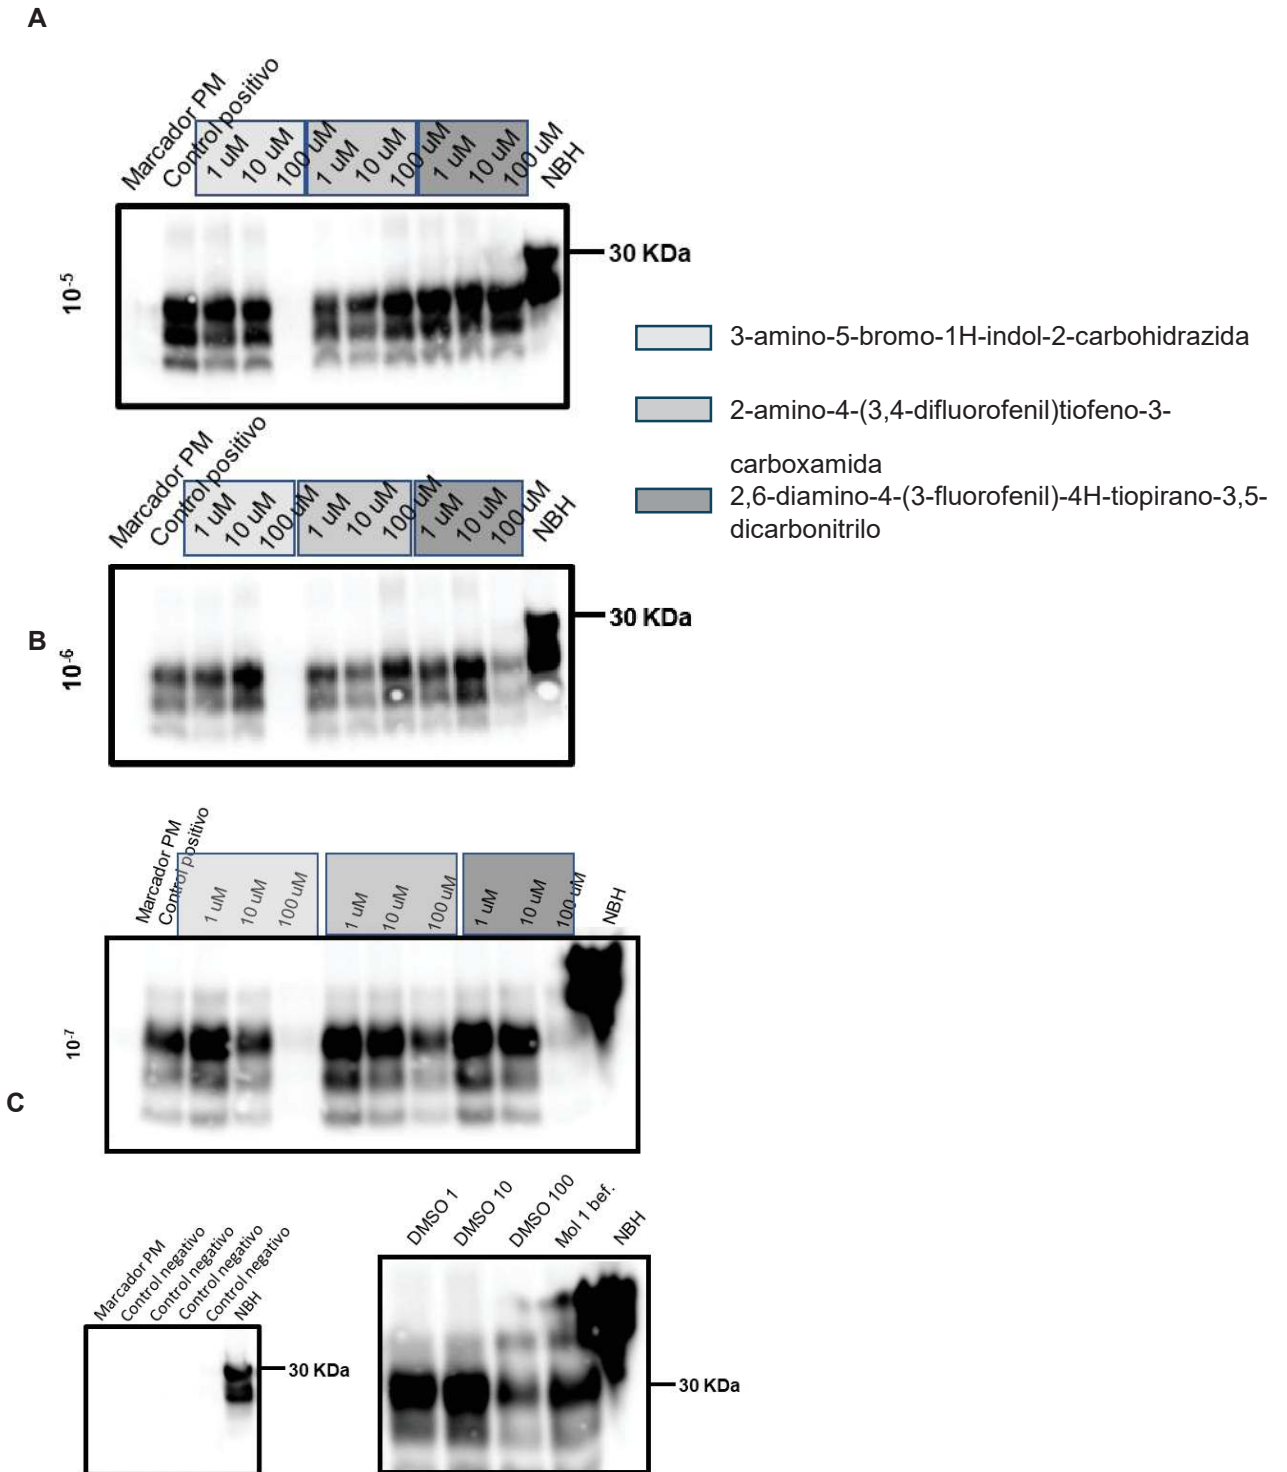 A
Marcador PM
Control positivo
1 uM
10 uM
100 uM
1 uM
10 uM
100 uM
1 uM
10 uM
100 uM
NBH
30 KDa
10-5
3-amino-5-bromo-1H-indol-2-carbohidrazida
2-amino-4-(3,4-difluorofenil)tiofeno-3-
carboxamida
2,6-diamino-4-(3-fluorofenil)-4H-tiopirano-3,5-
dicarbonitrilo
Marcador PM
Control positivo
1 uM
10 uM
100 uM
1 uM
10 uM
100 uM
1 uM
10 uM
100 uM
NBH
30 KDa
B
10-6
Marcador PM
Control positivo
1 uM
10 uM
100 uM
1 uM
10 uM
100 uM
1 uM
10 uM
100 uM
NBH
10-7
C
Marcador PM
Control negativo
Control negativo
Control negativo
Control negativo
NBH
30 KDa
DMSO 1
DMSO 10
DMSO 100
Mol 1 bef.
NBH
30 KDa